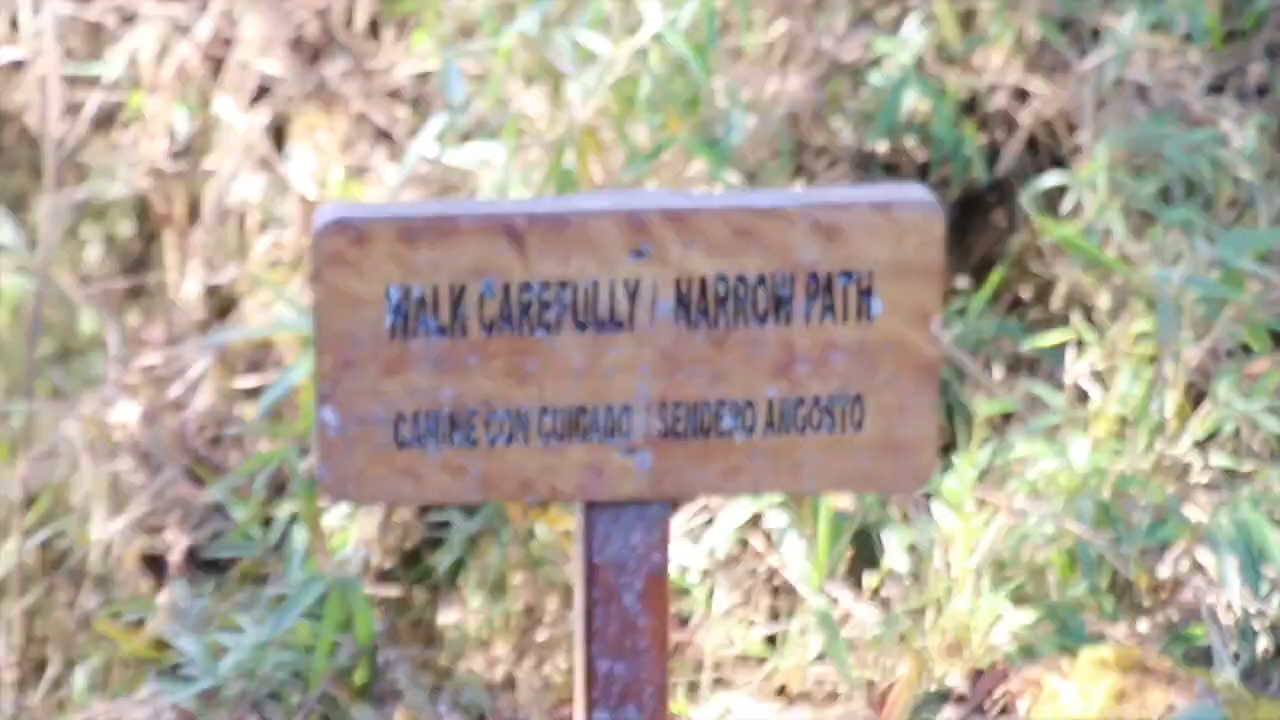 WALK CAREFULLY / NARROW PATH
CAMINE CON CUIDADO / SENDERO ANGOSTO